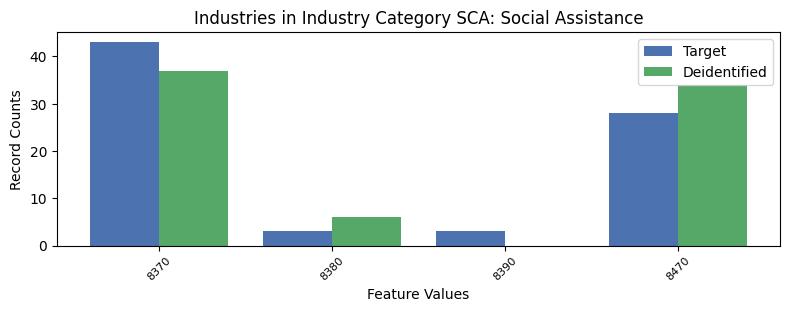 Industries in Industry Category SCA: Social Assistance
Target
Deidentified
Record Counts
40
30
20
10
0
8370
8380
8390
8470
Feature Values